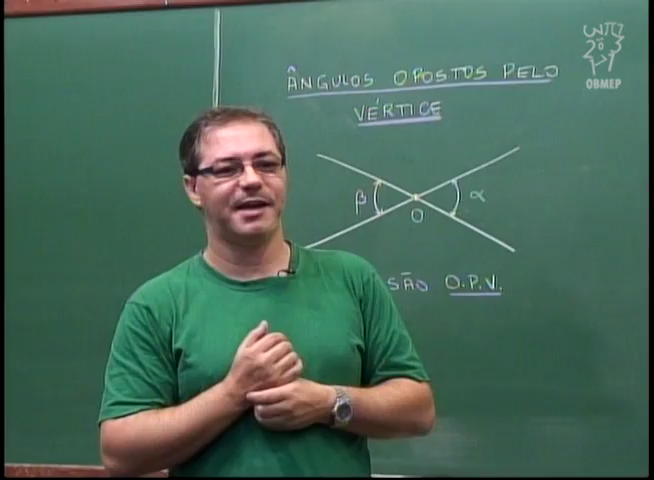 ÂNGULOS OPOSTOS PELO
VÉRTICE
β
α
O
SÃO O.P.V.
OBMEP